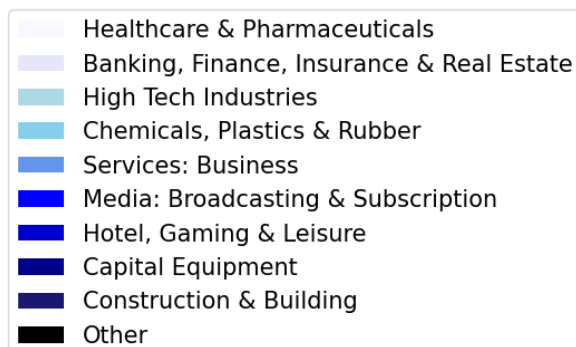 Healthcare & Pharmaceuticals
Banking, Finance, Insurance & Real Estate
High Tech Industries
Chemicals, Plastics & Rubber
Services: Business
Media: Broadcasting & Subscription
Hotel, Gaming & Leisure
Capital Equipment
Construction & Building
Other